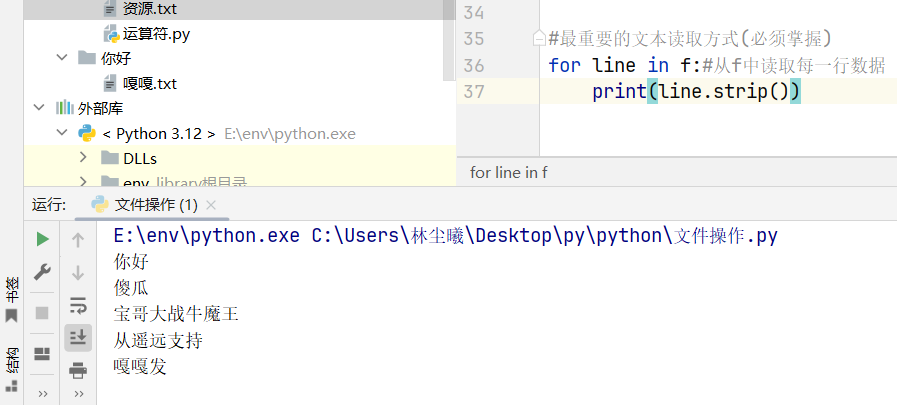 资源.txt
运算符.py
你好
嘎嘎.txt
外部库
< Python 3.12 > E:\env\python.exe
DLLs
env library根目录
34
35 #最重要的文本读取方式(必须掌握)
36 for line in f:#从f中读取每一行数据
37 print(line.strip())
for line in f
运行: 文件操作 (1)
E:\env\python.exe C:\Users\林尘曦\Desktop\py\python\文件操作.py
你好
傻瓜
宝哥大战牛魔王
从遥远支持
嘎嘎发
书签
结构